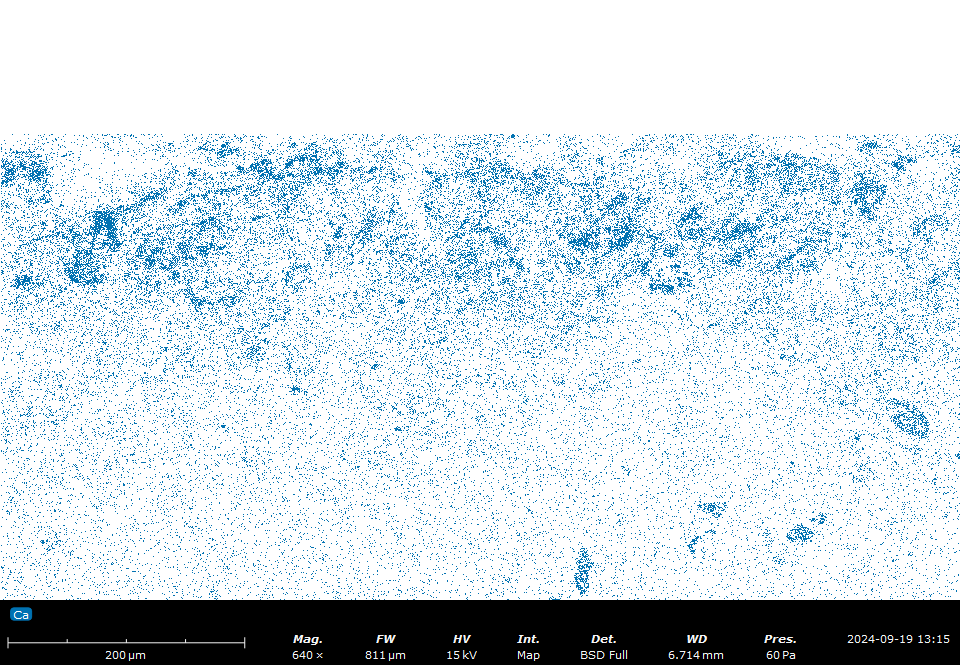 Ca
Mag. FW HV Int. Det. WD Pres. 2024-09-19 13:15
200 µm 640 × 811 µm 15 kV Map BSD Full 6.714 mm 60 Pa